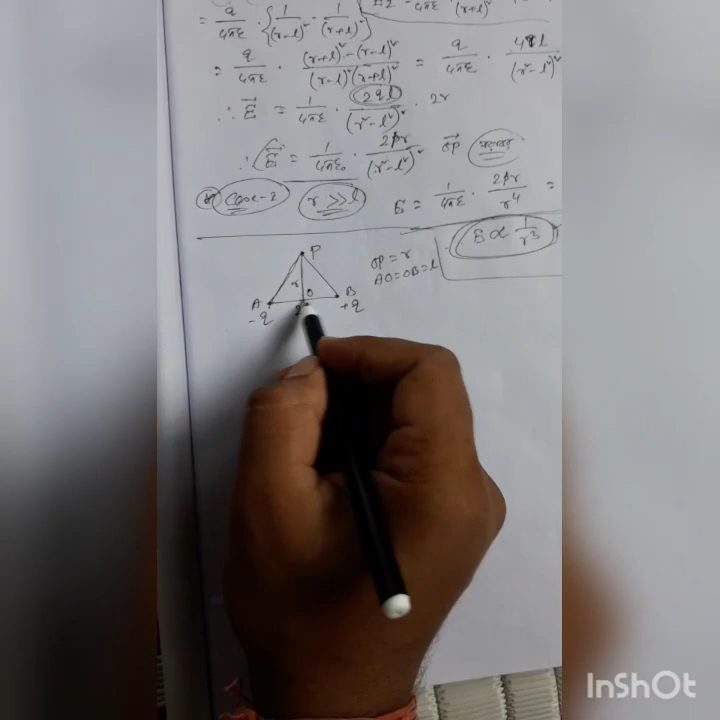 = q/4πε · {1/(r-l)² - 1/(r+l)²}
= q/4πε · (r+l)² - (r-l)²/(r-l)²(r+l)² = q/4πε · 4rl/(r²-l²)²
∴ E⃗ = 1/4πε · 2ql/(r²-l²)² · 2r
∴ E⃗ = 1/4πε₀ · 2pr/(r²-l²)² OP⃗
Case-2 r >> l E = 1/4πε · 2pr/r⁴ =
E ∝ 1/r³
P
OP = r
AO=OB=l
r
A O B
-q +q
InShOt